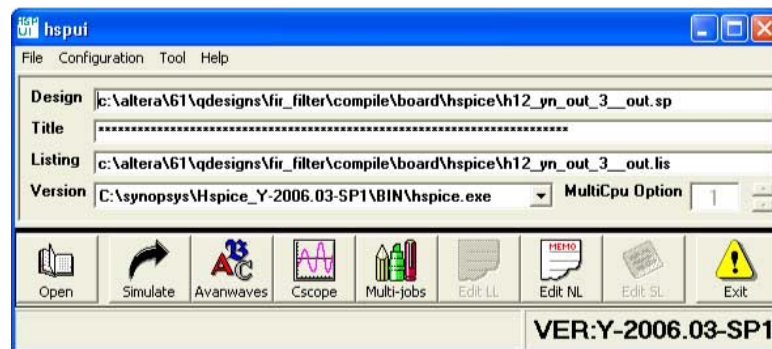 hspui
File Configuration Tool Help
Design c:\altera\61\qdesigns\fir_filter\compile\board\hspice\h12_yn_out_3__out.sp
Title ************************************************************************
Listing c:\altera\61\qdesigns\fir_filter\compile\board\hspice\h12_yn_out_3__out.lis
Version C:\synopsys\Hspice_Y-2006.03-SP1\BIN\hspice.exe MultiCpu Option 1
MEMO
Open Simulate Avanwaves Cscope Multi-jobs Edit LL Edit NL Edit SL Exit
VER:Y-2006.03-SP1